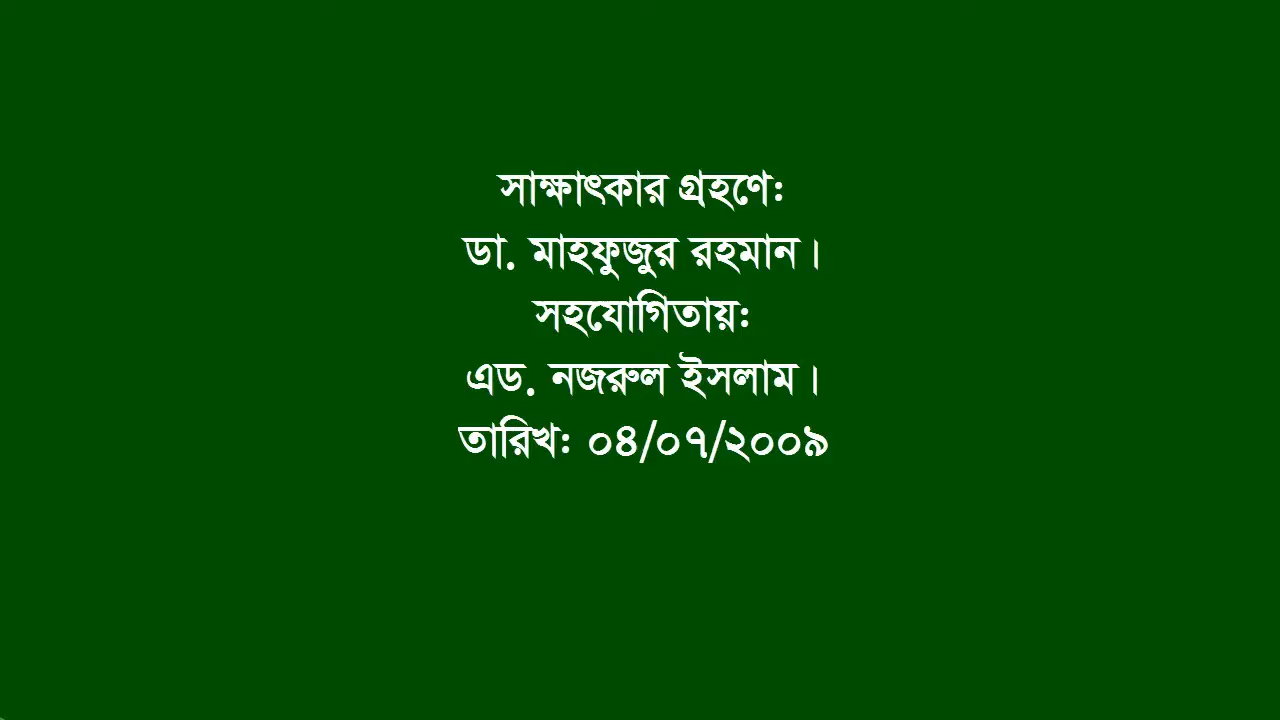 সাক্ষাৎকার গ্রহণে:
ডা. মাহফুজুর রহমান।
সহযোগিতায়:
এড. নজরুল ইসলাম।
তারিখ: ০৪/০৭/২০০৯